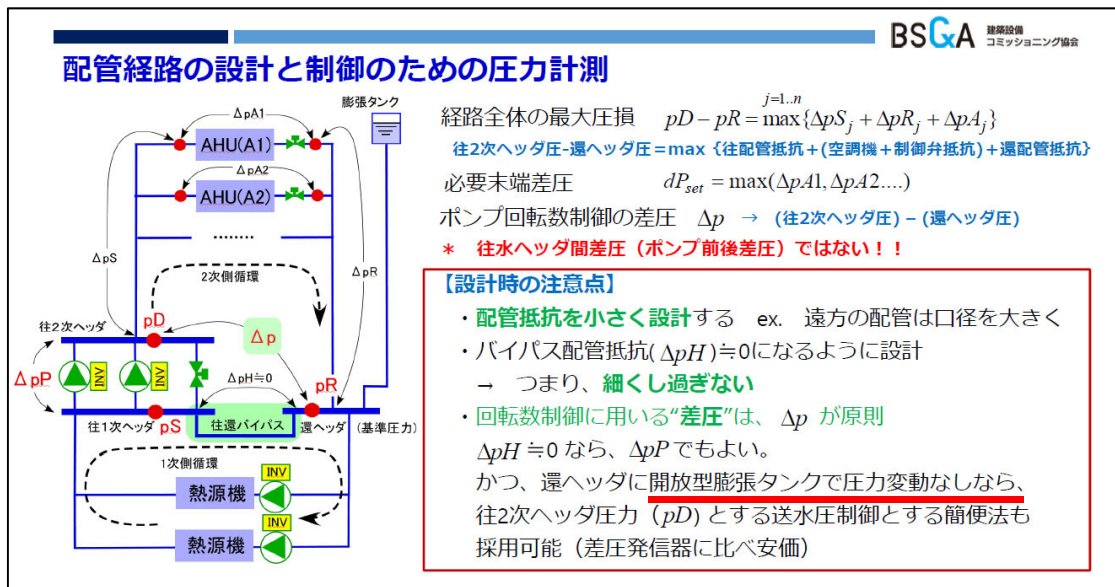 BSCA 建築設備
コミッショニング協会
配管経路の設計と制御のための圧力計測
膨張タンク
ΔpA1
AHU(A1)
ΔpA2
AHU(A2)
........
ΔpS
ΔpR
2次側循環
往2次ヘッダ
pD
Δp
ΔpP
INV
INV
ΔpH≒0
pR
往1次ヘッダ
pS
往還バイパス
還ヘッダ
(基準圧力)
1次側循環
INV
熱源機
INV
熱源機
経路全体の最大圧損 pD − pR = max{ΔpS_j + ΔpR_j + ΔpA_j} j=1..n
往2次ヘッダ圧-還ヘッダ圧=max {往配管抵抗+(空調機+制御弁抵抗)+還配管抵抗}
必要末端差圧 dP_set = max(ΔpA1, ΔpA2....)
ポンプ回転数制御の差圧 Δp → (往2次ヘッダ圧) – (還ヘッダ圧)
* 往水ヘッダ間差圧(ポンプ前後差圧)ではない!!
【設計時の注意点】
・配管抵抗を小さく設計する ex. 遠方の配管は口径を大きく
・バイパス配管抵抗(ΔpH)≒0になるように設計
→ つまり、細くし過ぎない
・回転数制御に用いる“差圧”は、Δp が原則
ΔpH ≒0 なら、ΔpP でもよい。
かつ、還ヘッダに開放型膨張タンクで圧力変動なしなら、
往2次ヘッダ圧力(pD) とする送水圧制御とする簡便法も
採用可能(差圧発信器に比べ安価)